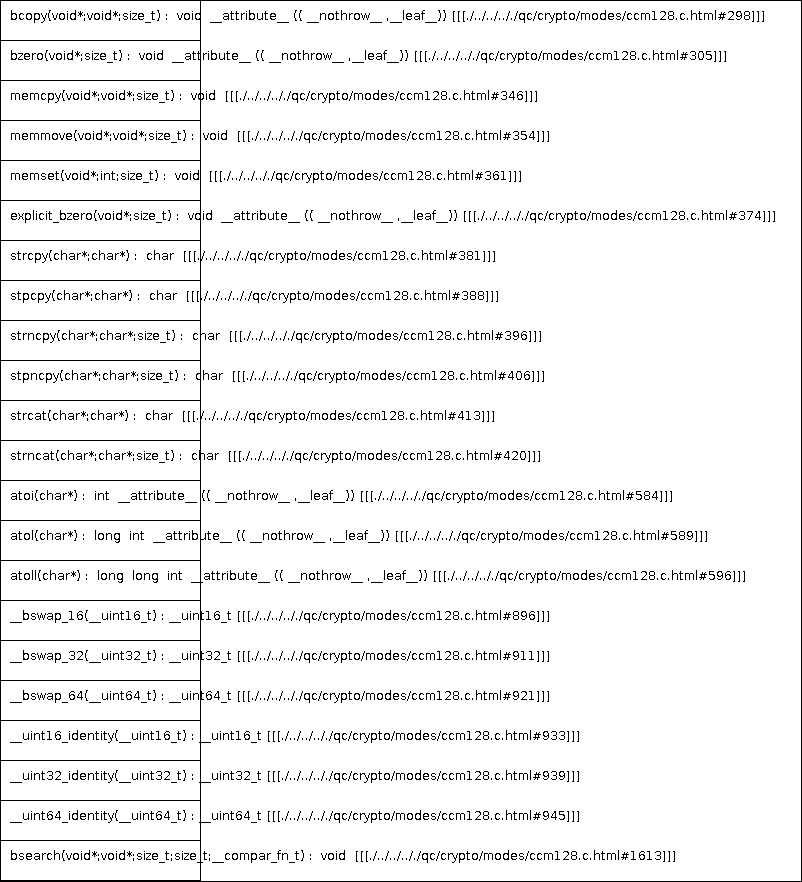 bcopy(void*;void*;size_t) : void __attribute__ (( __nothrow__ ,__leaf__)) [[[./../../../../qc/crypto/modes/ccm128.c.html#298]]]
bzero(void*;size_t) : void __attribute__ (( __nothrow__ ,__leaf__)) [[[./../../../../qc/crypto/modes/ccm128.c.html#305]]]
memcpy(void*;void*;size_t) : void [[[./../../../../qc/crypto/modes/ccm128.c.html#346]]]
memmove(void*;void*;size_t) : void [[[./../../../../qc/crypto/modes/ccm128.c.html#354]]]
memset(void*;int;size_t) : void [[[./../../../../qc/crypto/modes/ccm128.c.html#361]]]
explicit_bzero(void*;size_t) : void __attribute__ (( __nothrow__ ,__leaf__)) [[[./../../../../qc/crypto/modes/ccm128.c.html#374]]]
strcpy(char*;char*) : char [[[./../../../../qc/crypto/modes/ccm128.c.html#381]]]
stpcpy(char*;char*) : char [[[./../../../../qc/crypto/modes/ccm128.c.html#388]]]
strncpy(char*;char*;size_t) : char [[[./../../../../qc/crypto/modes/ccm128.c.html#396]]]
stpncpy(char*;char*;size_t) : char [[[./../../../../qc/crypto/modes/ccm128.c.html#406]]]
strcat(char*;char*) : char [[[./../../../../qc/crypto/modes/ccm128.c.html#413]]]
strncat(char*;char*;size_t) : char [[[./../../../../qc/crypto/modes/ccm128.c.html#420]]]
atoi(char*) : int __attribute__ (( __nothrow__ ,__leaf__)) [[[./../../../../qc/crypto/modes/ccm128.c.html#584]]]
atol(char*) : long int __attribute__ (( __nothrow__ ,__leaf__)) [[[./../../../../qc/crypto/modes/ccm128.c.html#589]]]
atoll(char*) : long long int __attribute__ (( __nothrow__ ,__leaf__)) [[[./../../../../qc/crypto/modes/ccm128.c.html#596]]]
__bswap_16(__uint16_t) : __uint16_t [[[./../../../../qc/crypto/modes/ccm128.c.html#896]]]
__bswap_32(__uint32_t) : __uint32_t [[[./../../../../qc/crypto/modes/ccm128.c.html#911]]]
__bswap_64(__uint64_t) : __uint64_t [[[./../../../../qc/crypto/modes/ccm128.c.html#921]]]
__uint16_identity(__uint16_t) : __uint16_t [[[./../../../../qc/crypto/modes/ccm128.c.html#933]]]
__uint32_identity(__uint32_t) : __uint32_t [[[./../../../../qc/crypto/modes/ccm128.c.html#939]]]
__uint64_identity(__uint64_t) : __uint64_t [[[./../../../../qc/crypto/modes/ccm128.c.html#945]]]
bsearch(void*;void*;size_t;size_t;__compar_fn_t) : void [[[./../../../../qc/crypto/modes/ccm128.c.html#1613]]]